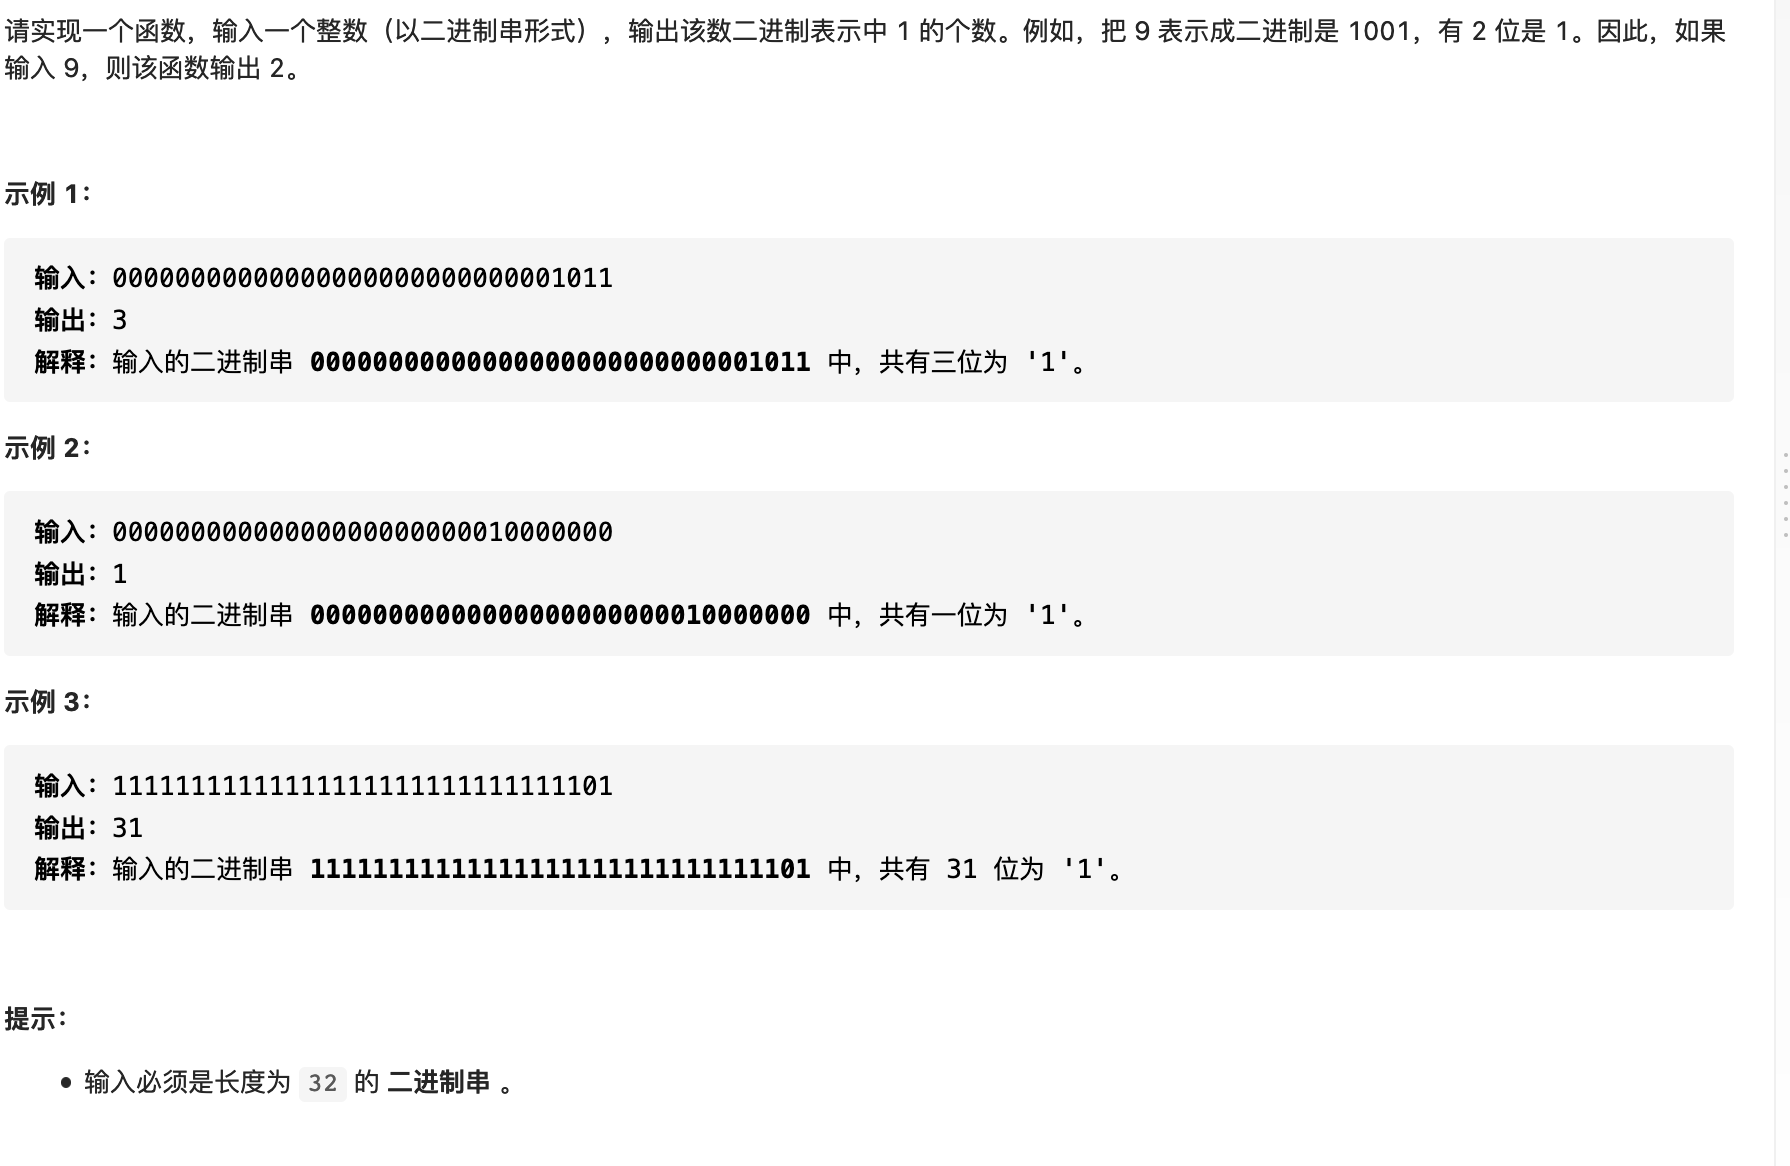 请实现一个函数，输入一个整数（以二进制串形式），输出该数二进制表示中 1 的个数。例如，把 9 表示成二进制是 1001，有 2 位是 1。因此，如果
输入 9，则该函数输出 2。
示例 1：
输入：00000000000000000000000000001011
输出：3
解释：输入的二进制串 00000000000000000000000000001011 中，共有三位为 '1'。
示例 2：
输入：00000000000000000000000010000000
输出：1
解释：输入的二进制串 00000000000000000000000010000000 中，共有一位为 '1'。
示例 3：
输入：11111111111111111111111111111101
输出：31
解释：输入的二进制串 11111111111111111111111111111101 中，共有 31 位为 '1'。
提示：
• 输入必须是长度为 32 的 二进制串 。